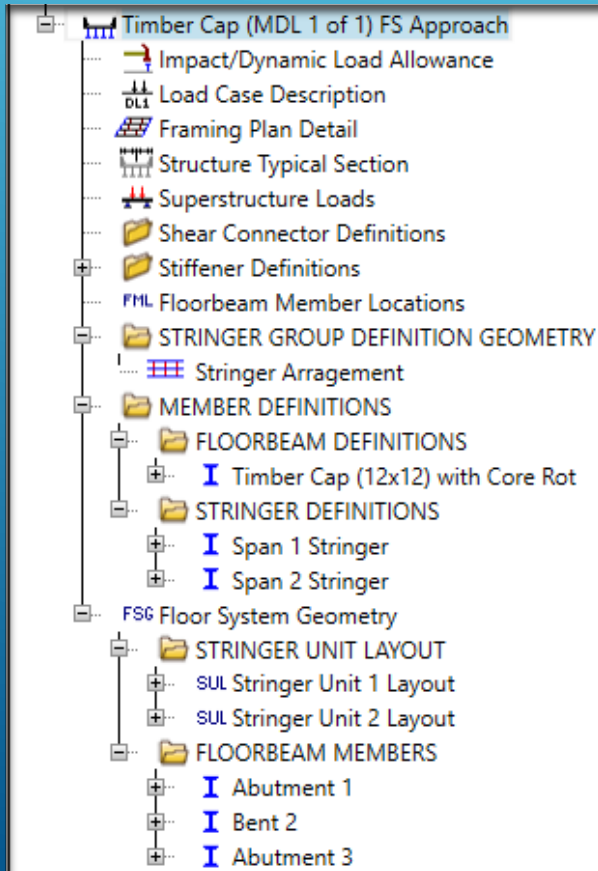 Timber Cap (MDL 1 of 1) FS Approach
Impact/Dynamic Load Allowance
DL1 Load Case Description
Framing Plan Detail
Structure Typical Section
Superstructure Loads
Shear Connector Definitions
Stiffener Definitions
FML Floorbeam Member Locations
STRINGER GROUP DEFINITION GEOMETRY
Stringer Arragement
MEMBER DEFINITIONS
FLOORBEAM DEFINITIONS
I Timber Cap (12x12) with Core Rot
STRINGER DEFINITIONS
I Span 1 Stringer
I Span 2 Stringer
FSG Floor System Geometry
STRINGER UNIT LAYOUT
SUL Stringer Unit 1 Layout
SUL Stringer Unit 2 Layout
FLOORBEAM MEMBERS
I Abutment 1
I Bent 2
I Abutment 3